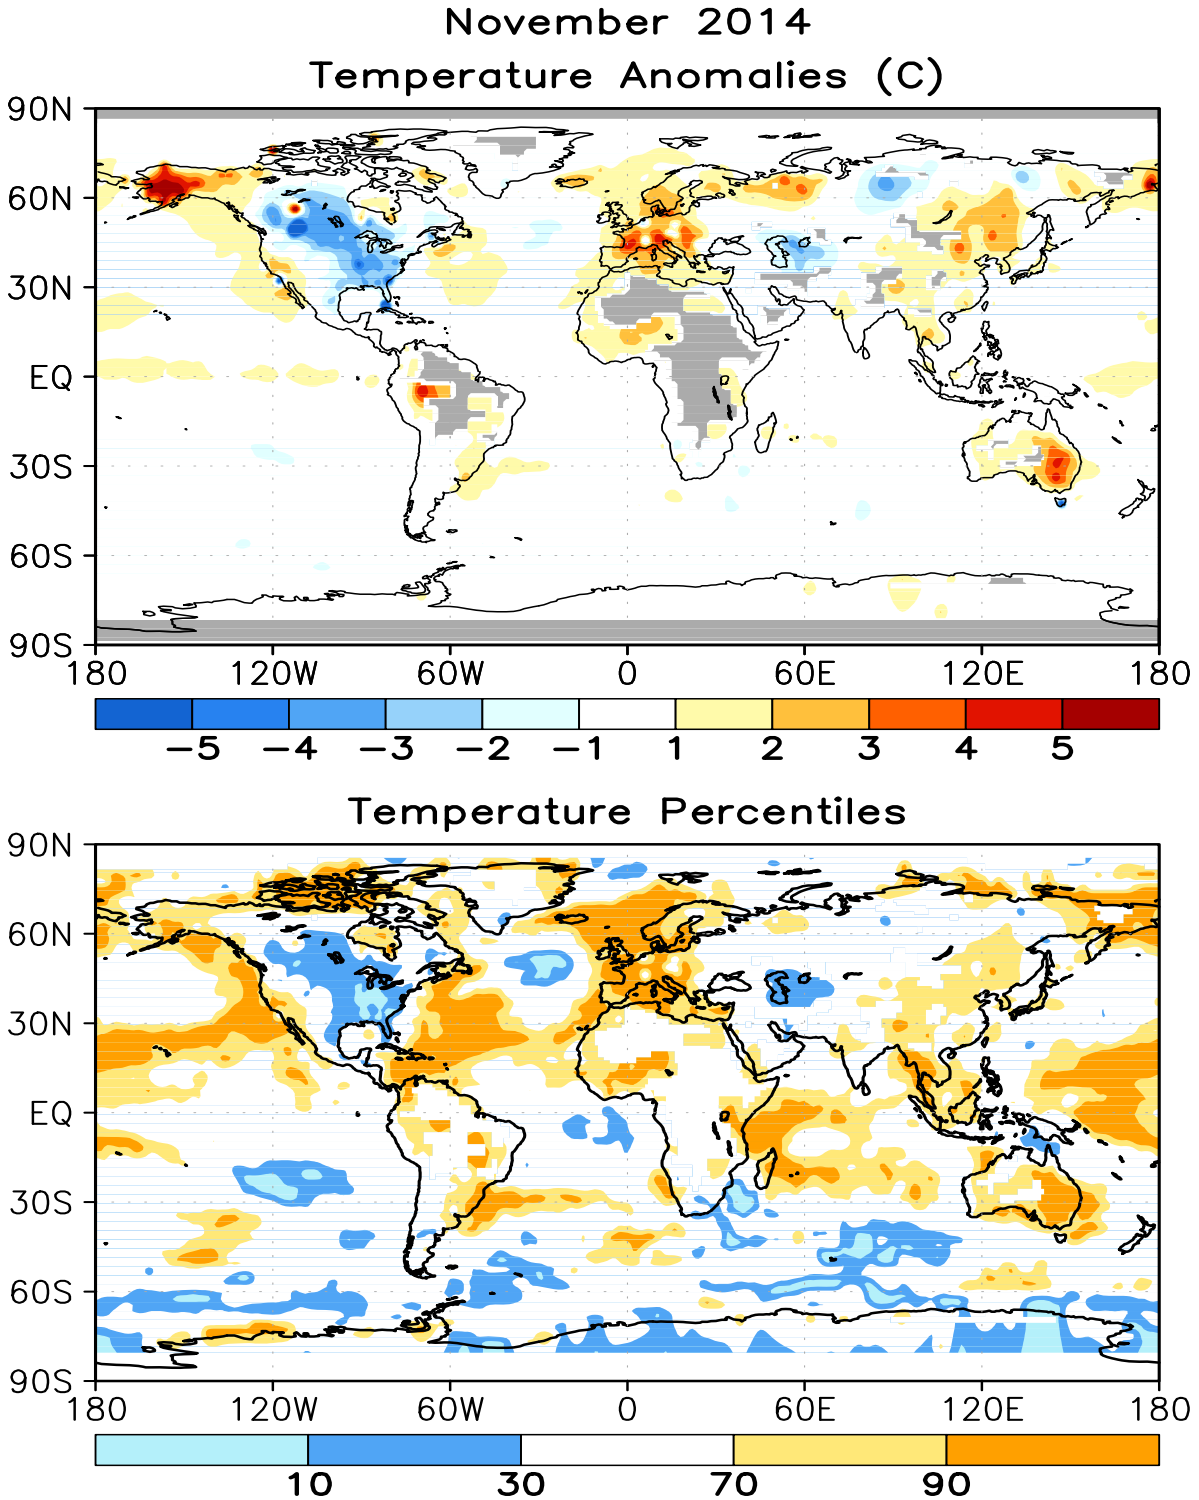 November 2014
Temperature Anomalies (C)
90N
60N
30N
EQ
30S
60S
90S
180 120W 60W 0 60E 120E 180
−5 −4 −3 −2 −1 1 2 3 4 5
Temperature Percentiles
90N
60N
30N
EQ
30S
60S
90S
180 120W 60W 0 60E 120E 180
10 30 70 90